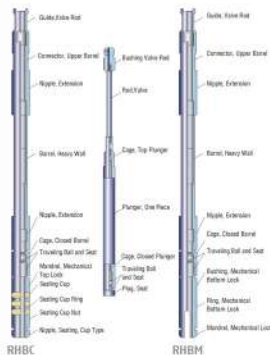 Guide, Valve Rod
Connector, Upper Barrel
Nipple, Extension
Barrel, Heavy Wall
Nipple, Extension
Cage, Closed Barrel
Traveling Ball and Seat
Mandrel, Mechanical
Top Lock
Seating Cup
Seating Cup Ring
Seating Cup Nut
Nipple, Seating, Cup Type
RHBC
Bushing Valve Rod
Rod, Valve
Cage, Top Plunger
Plunger, One Piece
Cage, Closed Plunger
Traveling Ball
and Seat
Plug, Seat
Guide, Valve Rod
Connector, Upper Barrel
Nipple, Extension
Barrel, Heavy Wall
Nipple, Extension
Cage, Closed Barrel
Traveling Ball and Seat
Bushing, Mechanical
Bottom Lock
Ring, Mechanical
Bottom Lock
Mandrel, Mechanical Lock
RHBM